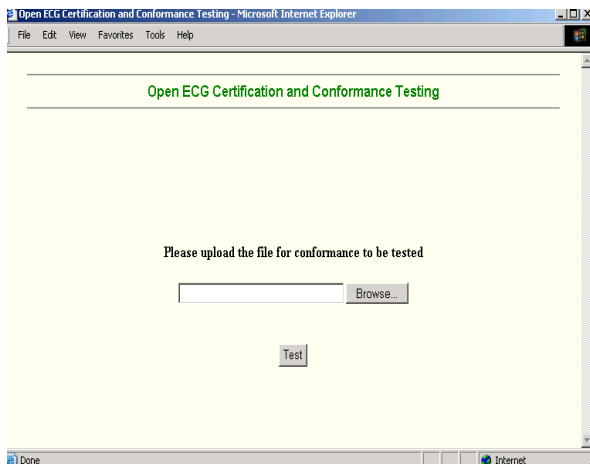 Open ECG Certification and Conformance Testing - Microsoft Internet Explorer
File Edit View Favorites Tools Help
Open ECG Certification and Conformance Testing
Please upload the file for conformance to be tested
Browse...
Test
Done Internet